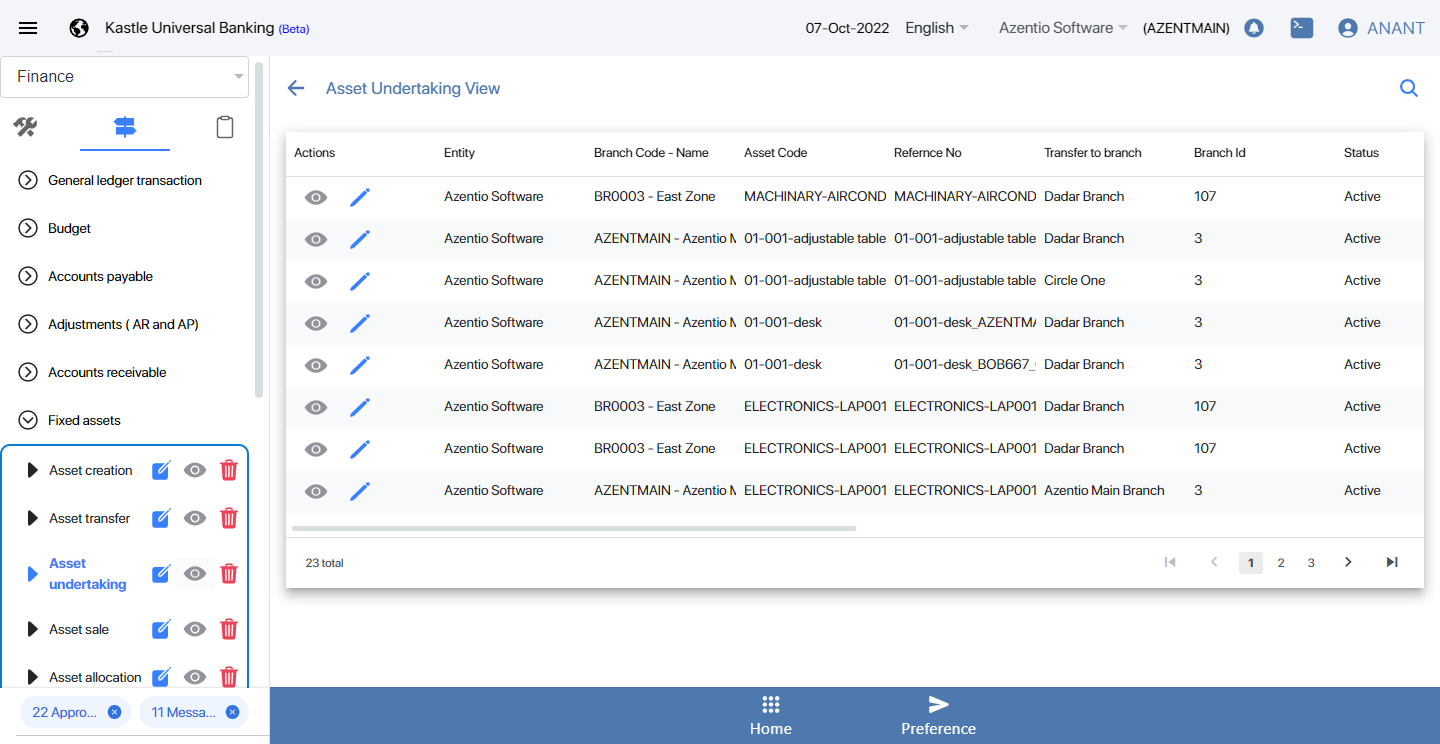 Kastle Universal Banking (Beta)
07-Oct-2022 English Azentio Software (AZENTMAIN) ANANT
Finance
General ledger transaction
Budget
Accounts payable
Adjustments ( AR and AP)
Accounts receivable
Fixed assets
Asset creation
Asset transfer
Asset
undertaking
Asset sale
Asset allocation
22 Appro... 11 Messa...
Asset Undertaking View
Actions Entity Branch Code - Name Asset Code Refernce No Transfer to branch Branch Id Status
Azentio Software BR0003 - East Zone MACHINARY-AIRCOND MACHINARY-AIRCOND Dadar Branch 107 Active
Azentio Software AZENTMAIN - Azentio M 01-001-adjustable table 01-001-adjustable table Dadar Branch 3 Active
Azentio Software AZENTMAIN - Azentio M 01-001-adjustable table 01-001-adjustable table Circle One 3 Active
Azentio Software AZENTMAIN - Azentio M 01-001-desk 01-001-desk_AZENTMA Dadar Branch 3 Active
Azentio Software AZENTMAIN - Azentio M 01-001-desk 01-001-desk_BOB667_ Dadar Branch 3 Active
Azentio Software BR0003 - East Zone ELECTRONICS-LAP001 ELECTRONICS-LAP001 Dadar Branch 107 Active
Azentio Software BR0003 - East Zone ELECTRONICS-LAP001 ELECTRONICS-LAP001 Dadar Branch 107 Active
Azentio Software AZENTMAIN - Azentio M ELECTRONICS-LAP001 ELECTRONICS-LAP001 Azentio Main Branch 3 Active
23 total 1 2 3
Home Preference